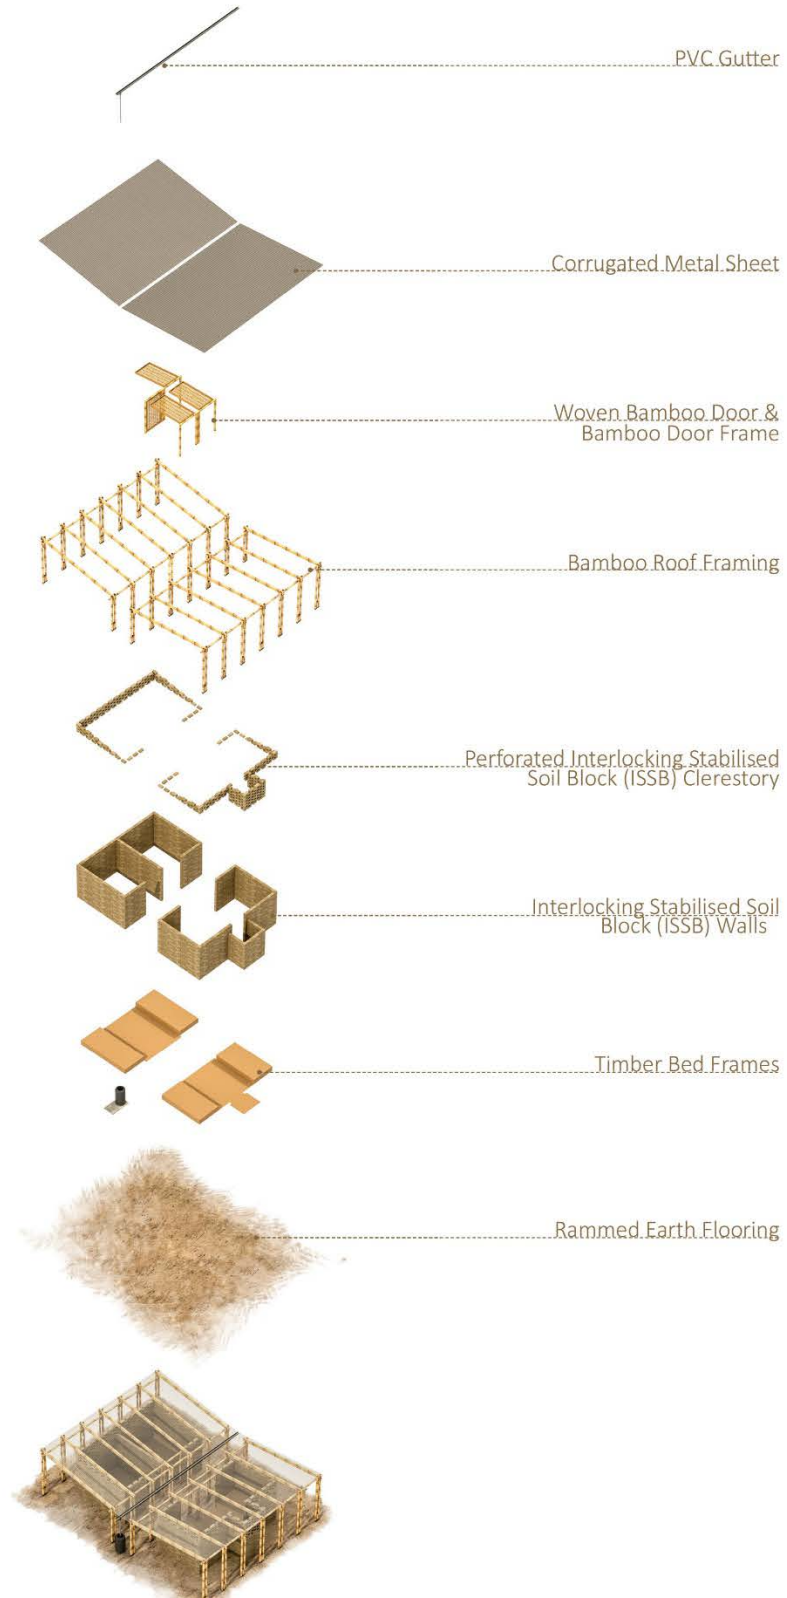 PVC Gutter
Corrugated Metal Sheet
Woven Bamboo Door &
Bamboo Door Frame
Bamboo Roof Framing
Perforated Interlocking Stabilised
Soil Block (ISSB) Clerestory
Interlocking Stabilised Soil
Block (ISSB) Walls
Timber Bed Frames
Rammed Earth Flooring